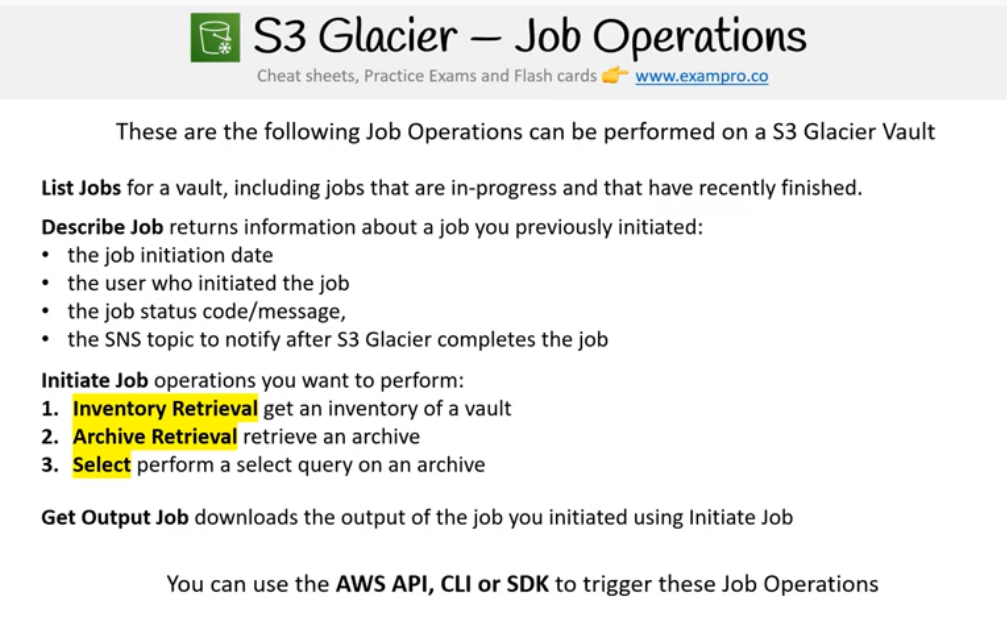 S3 Glacier – Job Operations
Cheat sheets, Practice Exams and Flash cards 👉 www.exampro.co
These are the following Job Operations can be performed on a S3 Glacier Vault
List Jobs for a vault, including jobs that are in-progress and that have recently finished.
Describe Job returns information about a job you previously initiated:
• the job initiation date
• the user who initiated the job
• the job status code/message,
• the SNS topic to notify after S3 Glacier completes the job
Initiate Job operations you want to perform:
1. Inventory Retrieval get an inventory of a vault
2. Archive Retrieval retrieve an archive
3. Select perform a select query on an archive
Get Output Job downloads the output of the job you initiated using Initiate Job
You can use the AWS API, CLI or SDK to trigger these Job Operations